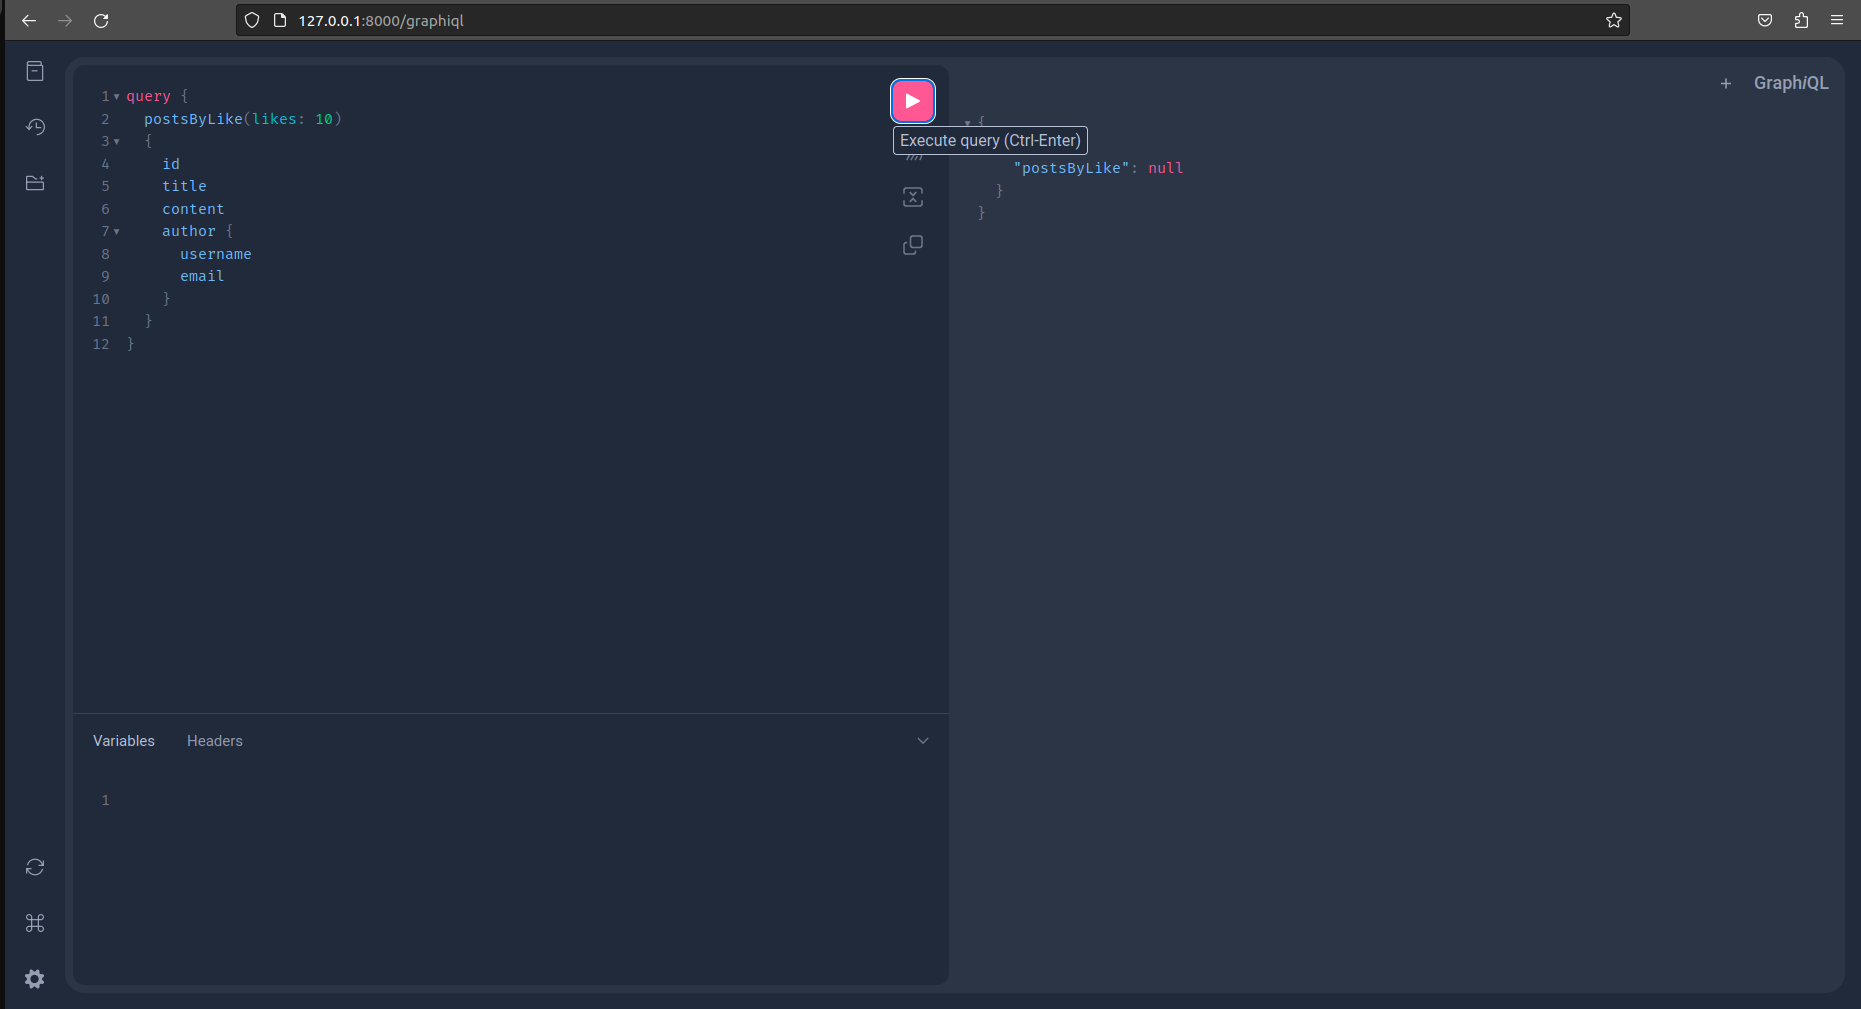 127.0.0.1:8000/graphiql
1 query {
2 postsByLike(likes: 10)
3 {
4 id
5 title
6 content
7 author {
8 username
9 email
10 }
11 }
12 }
Execute query (Ctrl-Enter)
+ GraphiQL
{
"postsByLike": null
}
}
Variables Headers
1